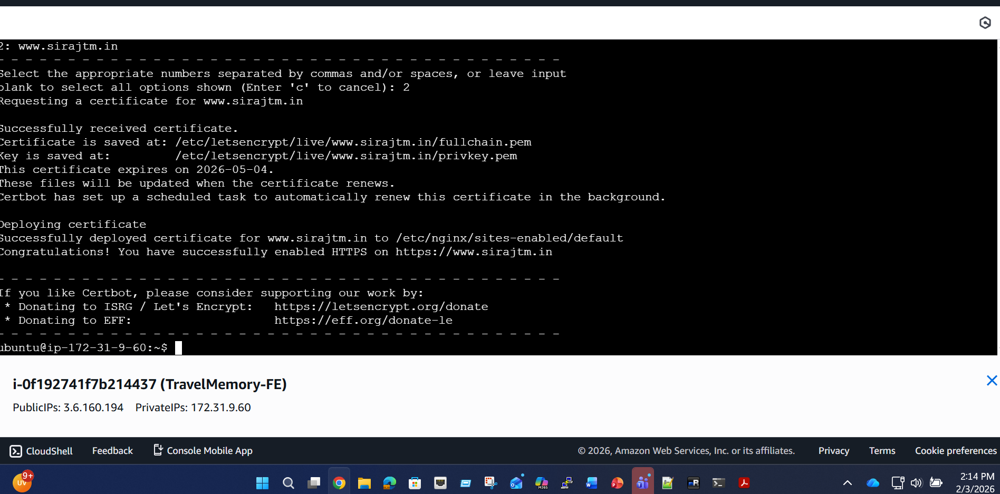 2: www.sirajtm.in
- - - - - - - - - - - - - - - - - - - - - - - - - - - - - - - - - - - - - - - -
Select the appropriate numbers separated by commas and/or spaces, or leave input
blank to select all options shown (Enter 'c' to cancel): 2
Requesting a certificate for www.sirajtm.in
Successfully received certificate.
Certificate is saved at: /etc/letsencrypt/live/www.sirajtm.in/fullchain.pem
Key is saved at:         /etc/letsencrypt/live/www.sirajtm.in/privkey.pem
This certificate expires on 2026-05-04.
These files will be updated when the certificate renews.
Certbot has set up a scheduled task to automatically renew this certificate in the background.
Deploying certificate
Successfully deployed certificate for www.sirajtm.in to /etc/nginx/sites-enabled/default
Congratulations! You have successfully enabled HTTPS on https://www.sirajtm.in
- - - - - - - - - - - - - - - - - - - - - - - - - - - - - - - - - - - - - - - -
If you like Certbot, please consider supporting our work by:
* Donating to ISRG / Let's Encrypt:   https://letsencrypt.org/donate
* Donating to EFF:                    https://eff.org/donate-le
- - - - - - - - - - - - - - - - - - - - - - - - - - - - - - - - - - - - - - - -
ubuntu@ip-172-31-9-60:~$
i-0f192741f7b214437 (TravelMemory-FE)
PublicIPs: 3.6.160.194 PrivateIPs: 172.31.9.60
CloudShell Feedback Console Mobile App © 2026, Amazon Web Services, Inc. or its affiliates. Privacy Terms Cookie preferences
9+
UV
M365
2:14 PM
2/3/2026